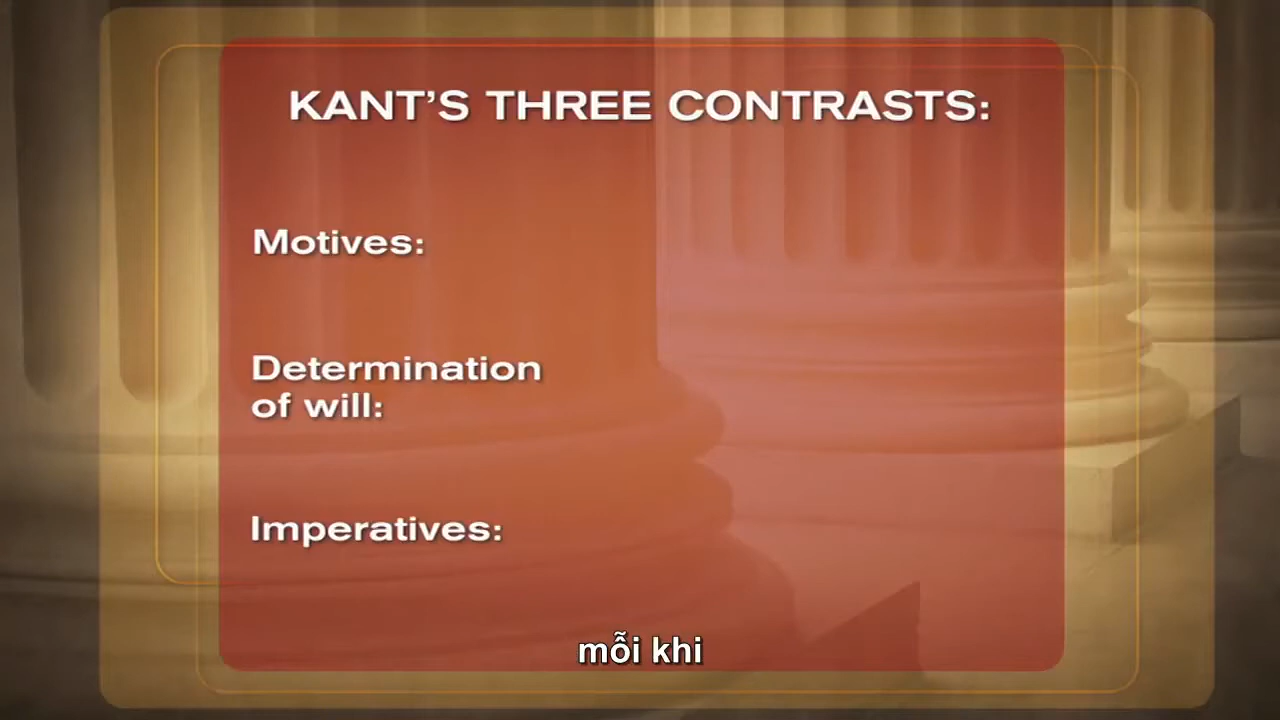 KANT’S THREE CONTRASTS:
Motives:
Determination
of will:
Imperatives:
mỗi khi